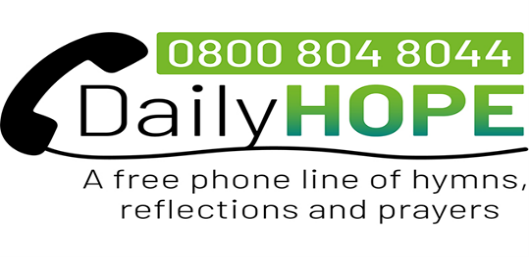 0800 804 8044
DailyHOPE
A free phone line of hymns,
reflections and prayers